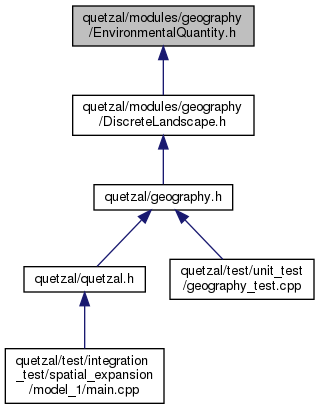 quetzal/modules/geography
/EnvironmentalQuantity.h
quetzal/modules/geography
/DiscreteLandscape.h
quetzal/geography.h
quetzal/quetzal.h
quetzal/test/unit_test
/geography_test.cpp
quetzal/test/integration
_test/spatial_expansion
/model_1/main.cpp